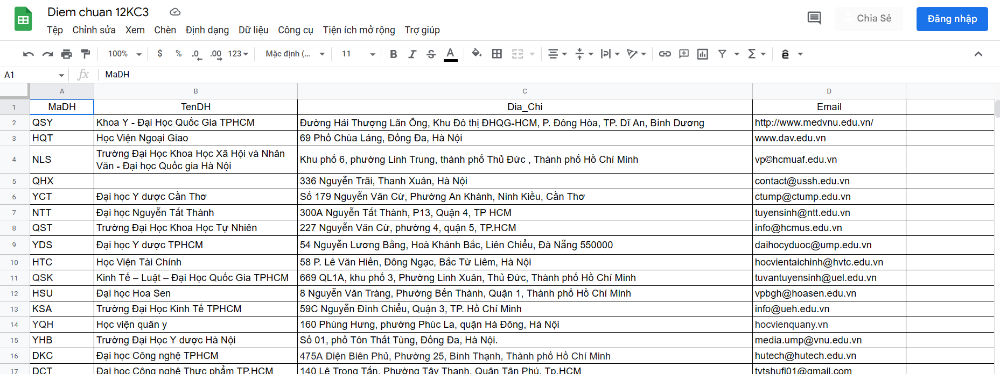 Diem chuan 12KC3
Tệp Chỉnh sửa Xem Chèn Định dạng Dữ liệu Công cụ Tiện ích mở rộng Trợ giúp
Chia Sẻ
Đăng nhập
100% $ % .0 .00 123 Mặc định (... 11 B I S A Σ ê
A1 fx MaDH
A B C D
1 MaDH TenDH Dia_Chi Email
2 QSY Khoa Y - Đại Học Quốc Gia TPHCM Đường Hải Thượng Lãn Ông, Khu Đô thị ĐHQG-HCM, P. Đông Hòa, TP. Dĩ An, Bình Dương http://www.medvnu.edu.vn/
3 HQT Học Viện Ngoại Giao 69 Phố Chùa Láng, Đống Đa, Hà Nội www.dav.edu.vn
4 NLS Trường Đại Học Khoa Học Xã Hội và Nhân
Văn - Đại học Quốc gia Hà Nội Khu phố 6, phường Linh Trung, thành phố Thủ Đức , Thành phố Hồ Chí Minh vp©hcmuaf.edu.vn
5 QHX 336 Nguyễn Trãi, Thanh Xuân, Hà Nội contact@ussh.edu.vn
6 YCT Đại học Y dược Cần Thơ Số 179 Nguyễn Văn Cừ, Phường An Khánh, Ninh Kiều, Cần Thơ ctump@ctump.edu.vn
7 NTT Đại học Nguyễn Tất Thành 300A Nguyễn Tất Thành, P13, Quận 4, TP HCM tuyensinh@ntt.edu.vn
8 QST Trường Đại Học Khoa Học Tự Nhiên 227 Nguyễn Văn Cừ, phường 4, quận 5, TP.HCM info@hcmus.edu.vn
9 YDS Đại học Y dược TPHCM 54 Nguyễn Lương Bằng, Hoà Khánh Bắc, Liên Chiểu, Đà Nẵng 550000 daihocyduoc@ump.edu.vn
10 HTC Học Viện Tài Chính 58 P. Lê Văn Hiến, Đông Ngạc, Bắc Từ Liêm, Hà Nội hocvientaichinh@hvtc.edu.vn
11 QSK Kinh Tế – Luật – Đại Học Quốc Gia TPHCM 669 QL1A, khu phố 3, Phường Linh Xuân, Thủ Đức, Thành phố Hồ Chí Minh tuvantuyensinh@uel.edu.vn
12 HSU Đại học Hoa Sen 8 Nguyễn Văn Tráng, Phường Bến Thành, Quận 1, Thành phố Hồ Chí Minh vpbgh@hoasen.edu.vn
13 KSA Trường Đại Học Kinh Tế TPHCM 59C Nguyễn Đình Chiểu, Quận 3, TP. Hồ Chí Minh info@ueh.edu.vn
14 YQH Học viện quân y 160 Phùng Hưng, phường Phúc La, quận Hà Đông, Hà Nội hocvienquany.vn
15 YHB Trường Đại Học Y dược Hà Nội Số 01, phố Tôn Thất Tùng, Đống Đa, Hà Nội. media.ump@vnu.edu.vn
16 DKC Đại học Công nghệ TPHCM 475A Điện Biên Phủ, Phường 25, Bình Thạnh, Thành phố Hồ Chí Minh hutech@hutech.edu.vn
17 DCT Đại học Công nghệ Thực phẩm TP.HCM 140 Lê Trọng Tấn, Phường Tây Thạnh, Quận Tân Phú, Tp.HCM tvtshufi01@gmail.com